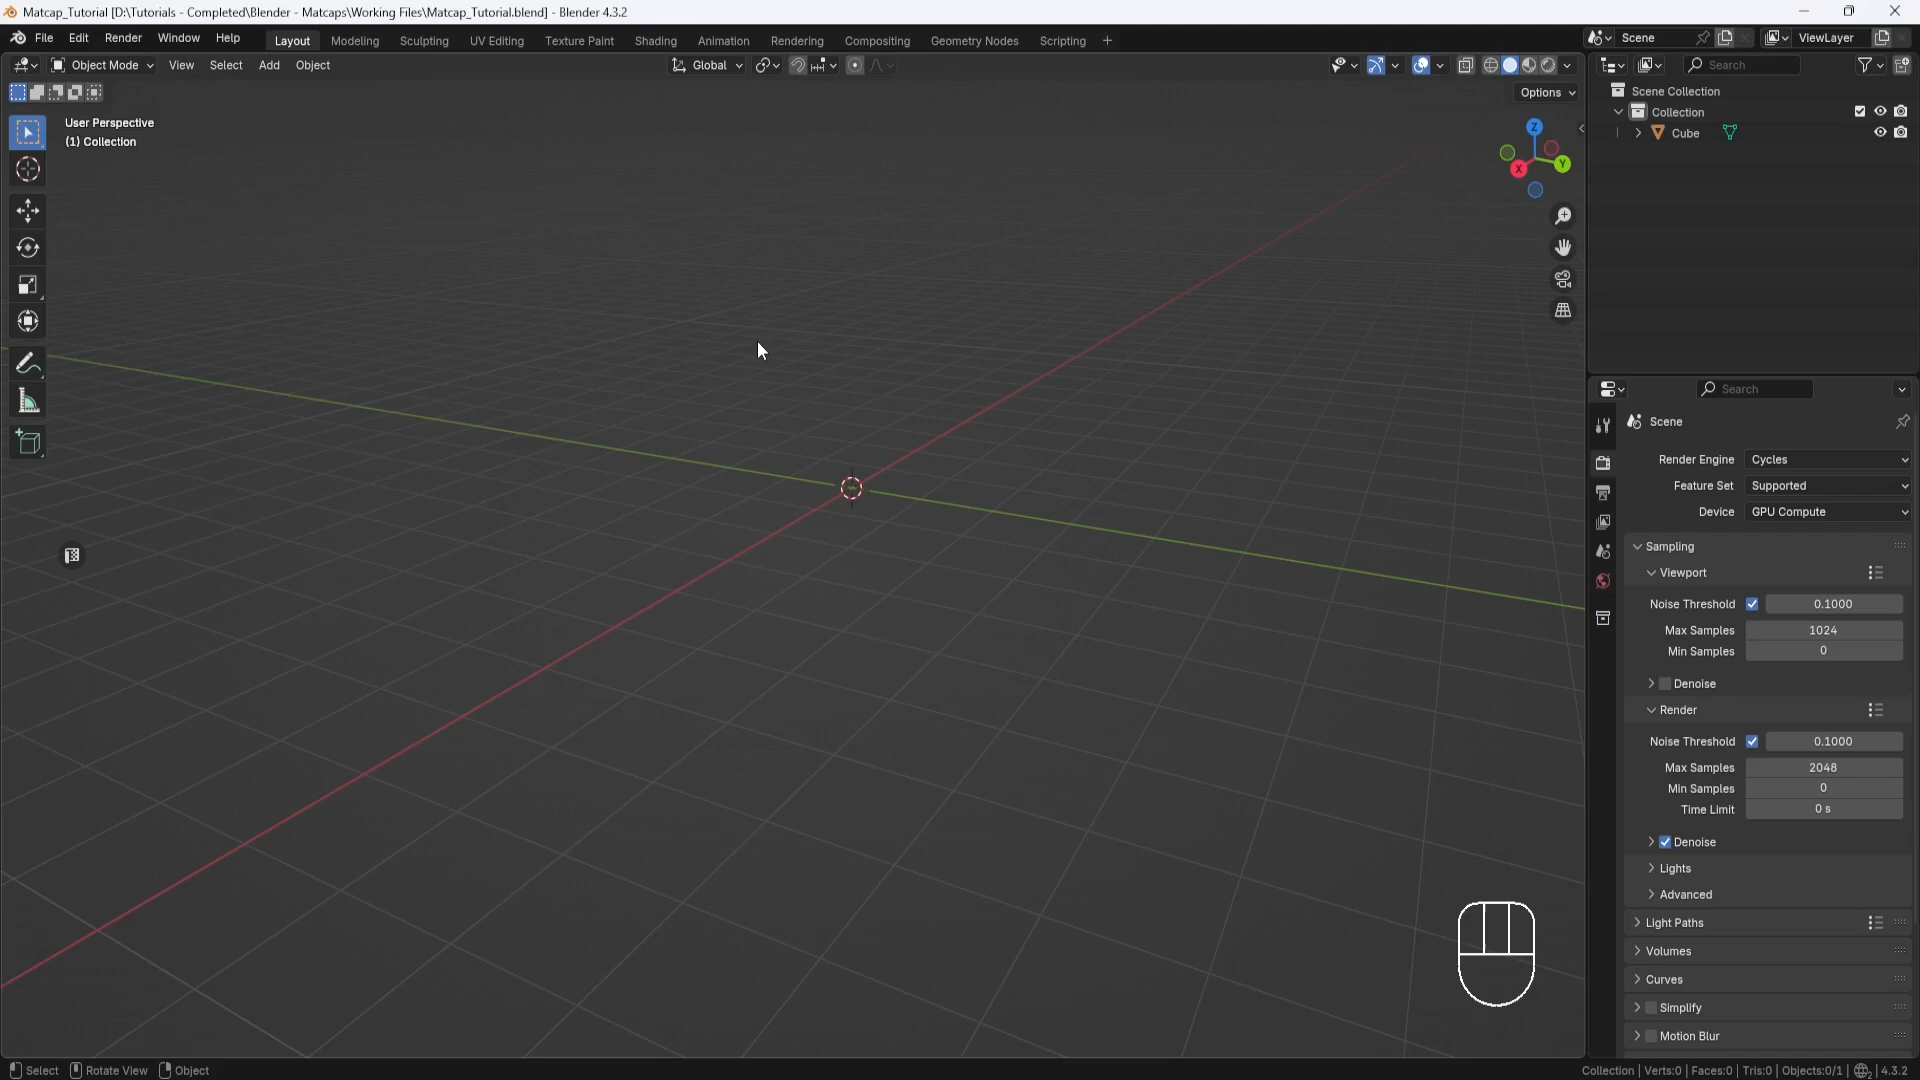 Matcap_Tutorial [D:\Tutorials - Completed\Blender - Matcaps\Working Files\Matcap_Tutorial.blend] - Blender 4.3.2
File Edit Render Window Help Layout Modeling Sculpting UV Editing Texture Paint Shading Animation Rendering Compositing Geometry Nodes Scripting + Scene ViewLayer
Object Mode View Select Add Object Global Search
Options
User Perspective
(1) Collection
Z
Y
X
Scene Collection
Collection
Cube
Search
Scene
Render Engine Cycles
Feature Set Supported
Device GPU Compute
Sampling
Viewport
Noise Threshold 0.1000
Max Samples 1024
Min Samples 0
Denoise
Render
Noise Threshold 0.1000
Max Samples 2048
Min Samples 0
Time Limit 0 s
Denoise
Lights
Advanced
Light Paths
Volumes
Curves
Simplify
Motion Blur
Select Rotate View Object Collection | Verts:0 | Faces:0 | Tris:0 | Objects:0/1 | 4.3.2